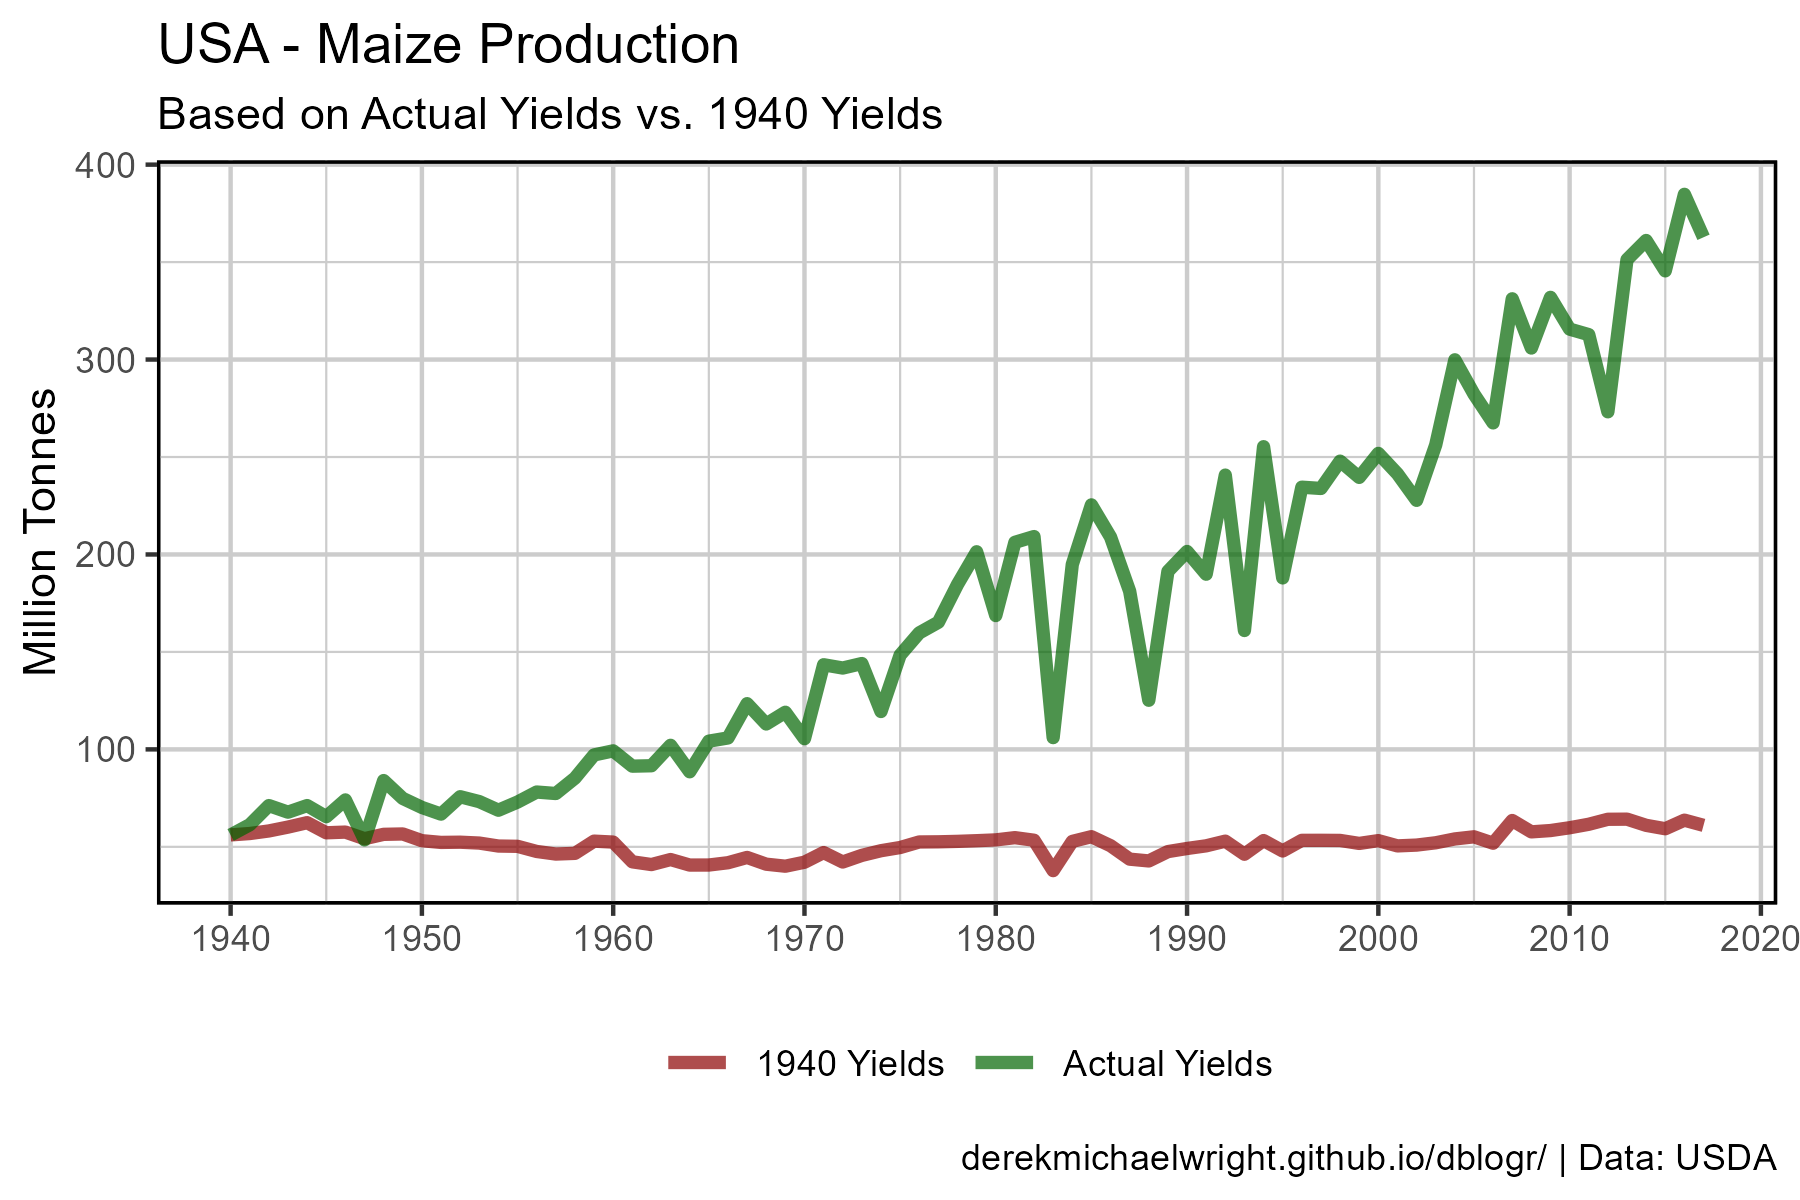 USA - Maize Production
Based on Actual Yields vs. 1940 Yields
400
300
200
100
Million Tonnes
1940 1950 1960 1970 1980 1990 2000 2010 2020
1940 Yields Actual Yields
derekmichaelwright.github.io/dblogr/ | Data: USDA